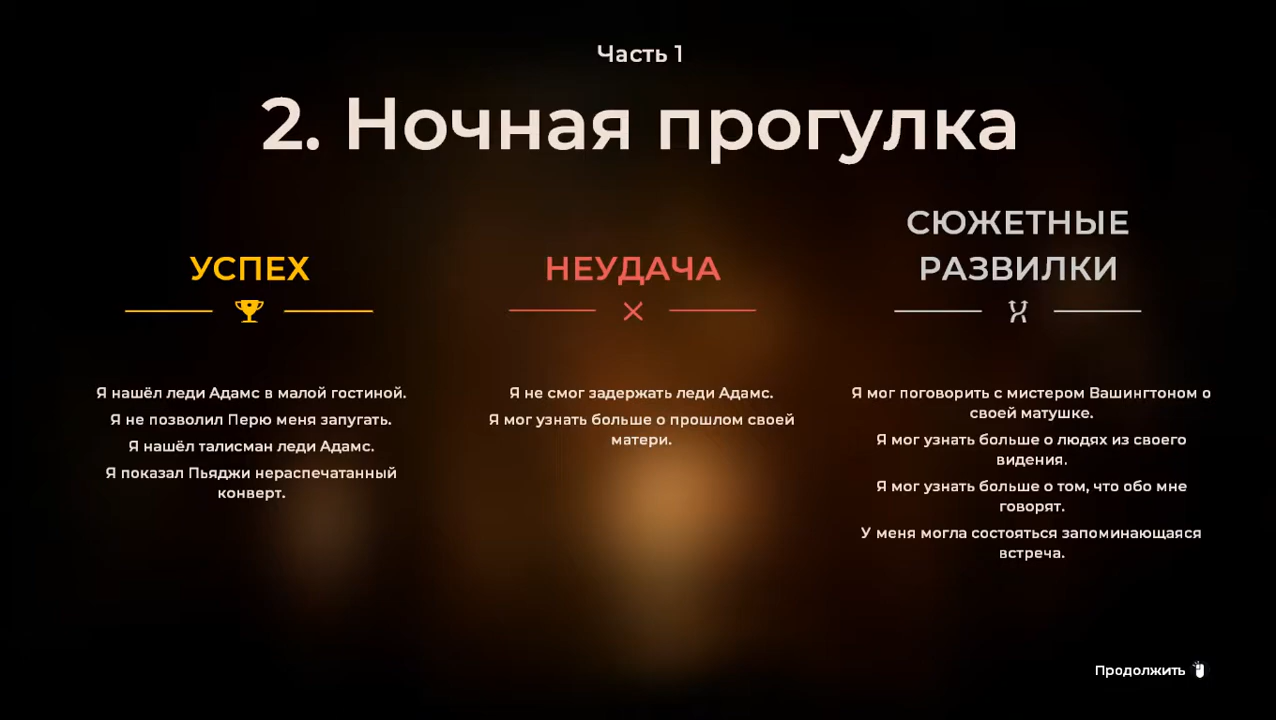 Часть 1
2. Ночная прогулка
УСПЕХ
Я нашёл леди Адамс в малой гостиной.
Я не позволил Перю меня запугать.
Я нашёл талисман леди Адамс.
Я показал Пьяджи нераспечатанный
конверт.
НЕУДАЧА
Я не смог задержать леди Адамс.
Я мог узнать больше о прошлом своей
матери.
СЮЖЕТНЫЕ
РАЗВИЛКИ
Я мог поговорить с мистером Вашингтоном о
своей матушке.
Я мог узнать больше о людях из своего
видения.
Я мог узнать больше о том, что обо мне
говорят.
У меня могла состояться запоминающаяся
встреча.
Продолжить